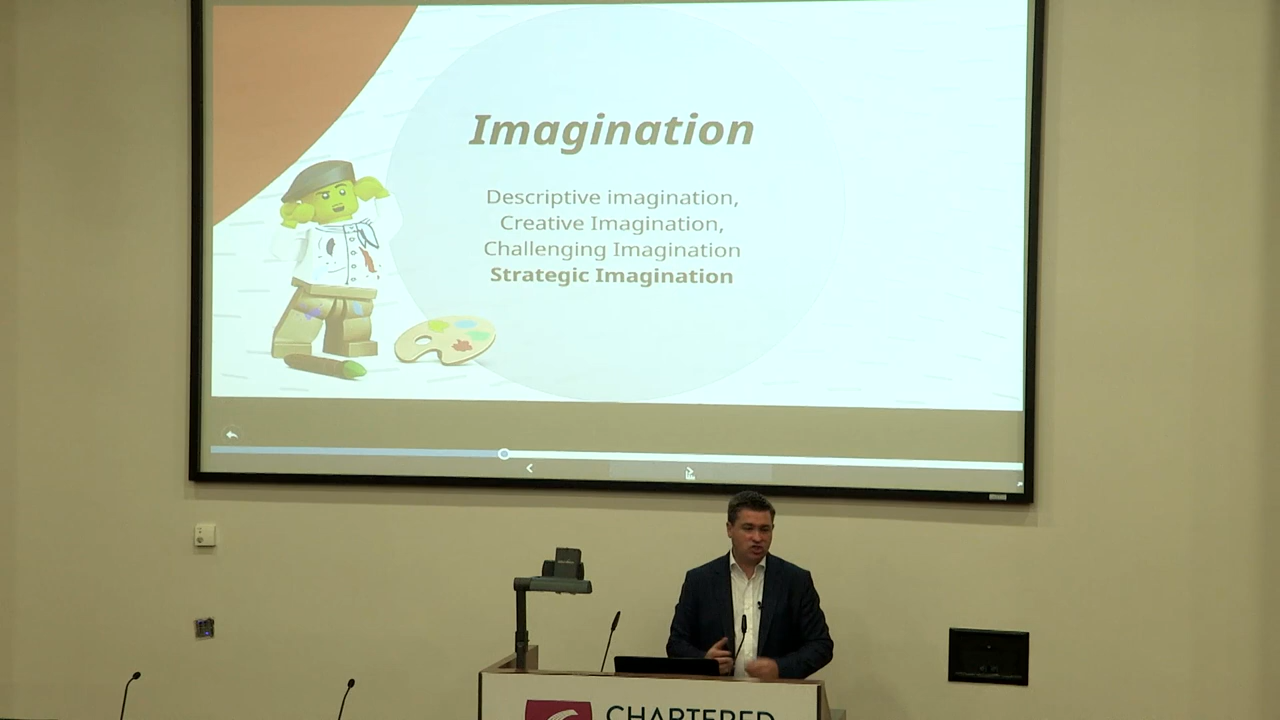 Imagination
Descriptive imagination,
Creative Imagination,
Challenging Imagination
Strategic Imagination
CHARTERED